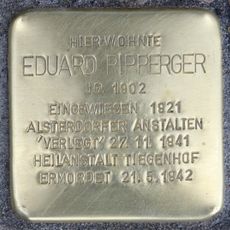 HIER WOHNTE
EDUARD PIPPERGER
JG. 1902
EINGEWIESEN 1921
ALSTERDORFER ANSTALTEN
'VERLEGT' 27.11.1941
HEILANSTALT TIEGENHOF
ERMORDET 21.5.1942